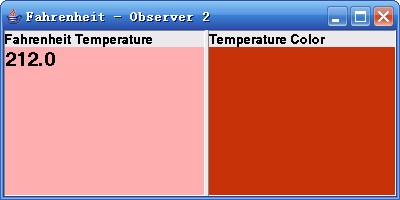 Fahrenheit - Observer 2
Fahrenheit Temperature
Temperature Color
212.0